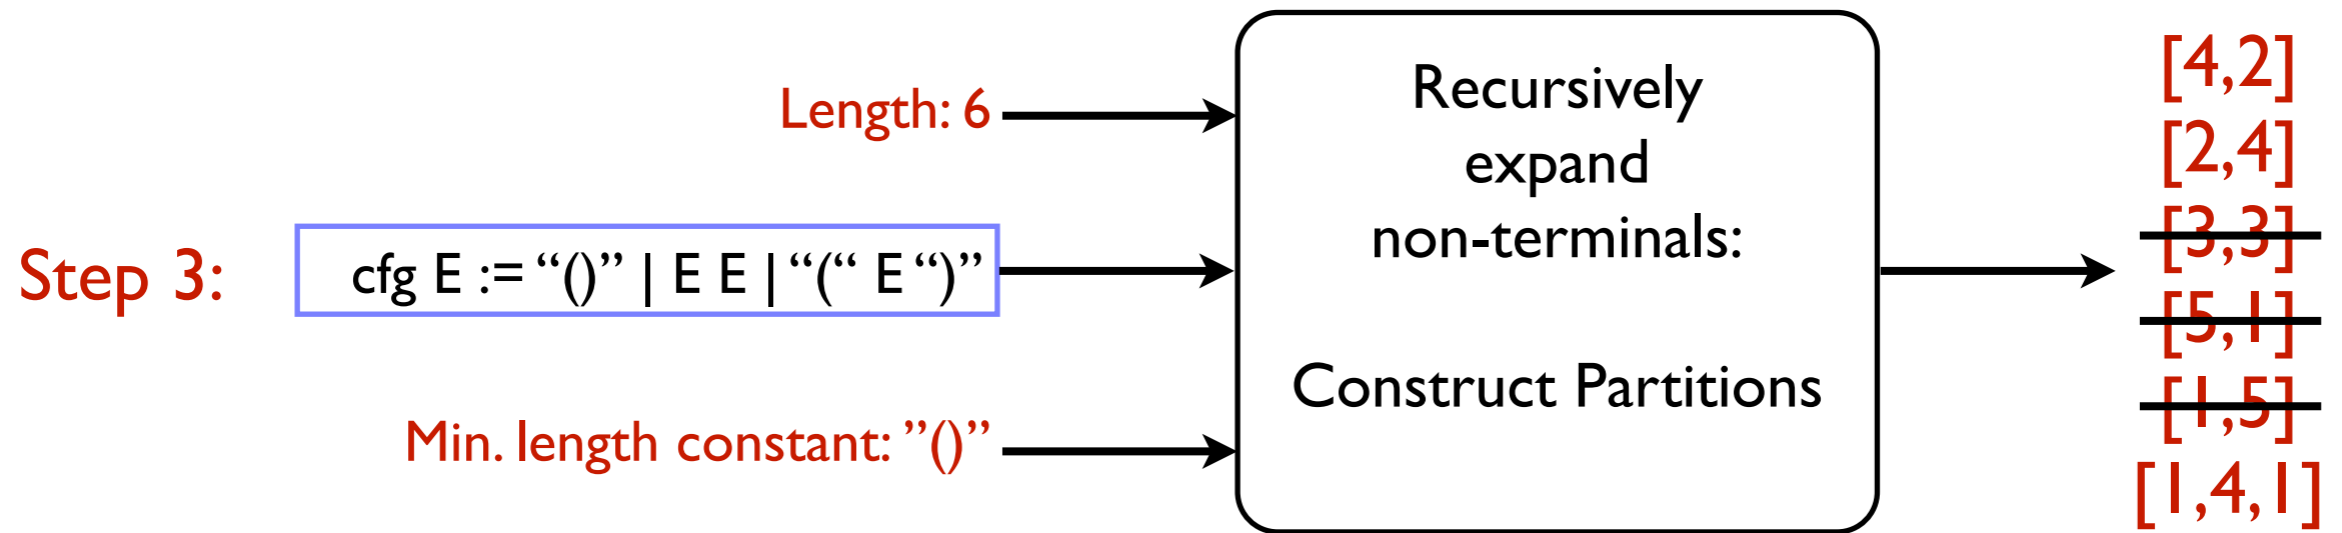 Step 3:
Length: 6
cfg E := “()” | E E | “(“ E “)”
Min. length constant: ”()”
Recursively
expand
non-terminals:
Construct Partitions
[4,2]
[2,4]
[3,3]
[5,1]
[1,5]
[1,4,1]